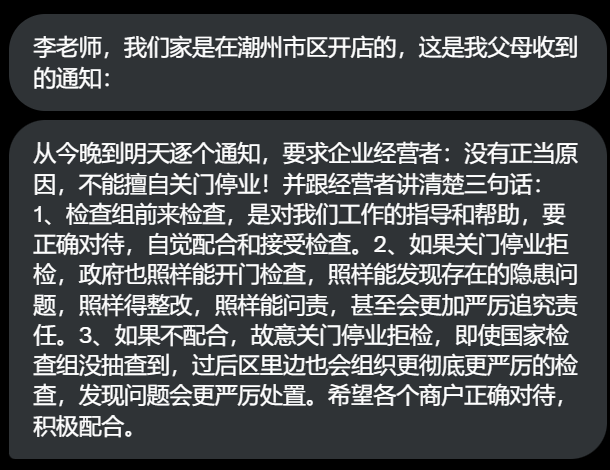 李老师，我们家是在潮州市区开店的，这是我父母收到
的通知：
从今晚到明天逐个通知，要求企业经营者：没有正当原
因，不能擅自关门停业！并跟经营者讲清楚三句话：
1、检查组前来检查，是对我们工作的指导和帮助，要
正确对待，自觉配合和接受检查。2、如果关门停业拒
检，政府也照样能开门检查，照样能发现存在的隐患问
题，照样得整改，照样能问责，甚至会更加严厉追究责
任。3、如果不配合，故意关门停业拒检，即使国家检
查组没抽查到，过后区里边也会组织更彻底更严厉的检
查，发现问题会更严厉处置。希望各个商户正确对待，
积极配合。